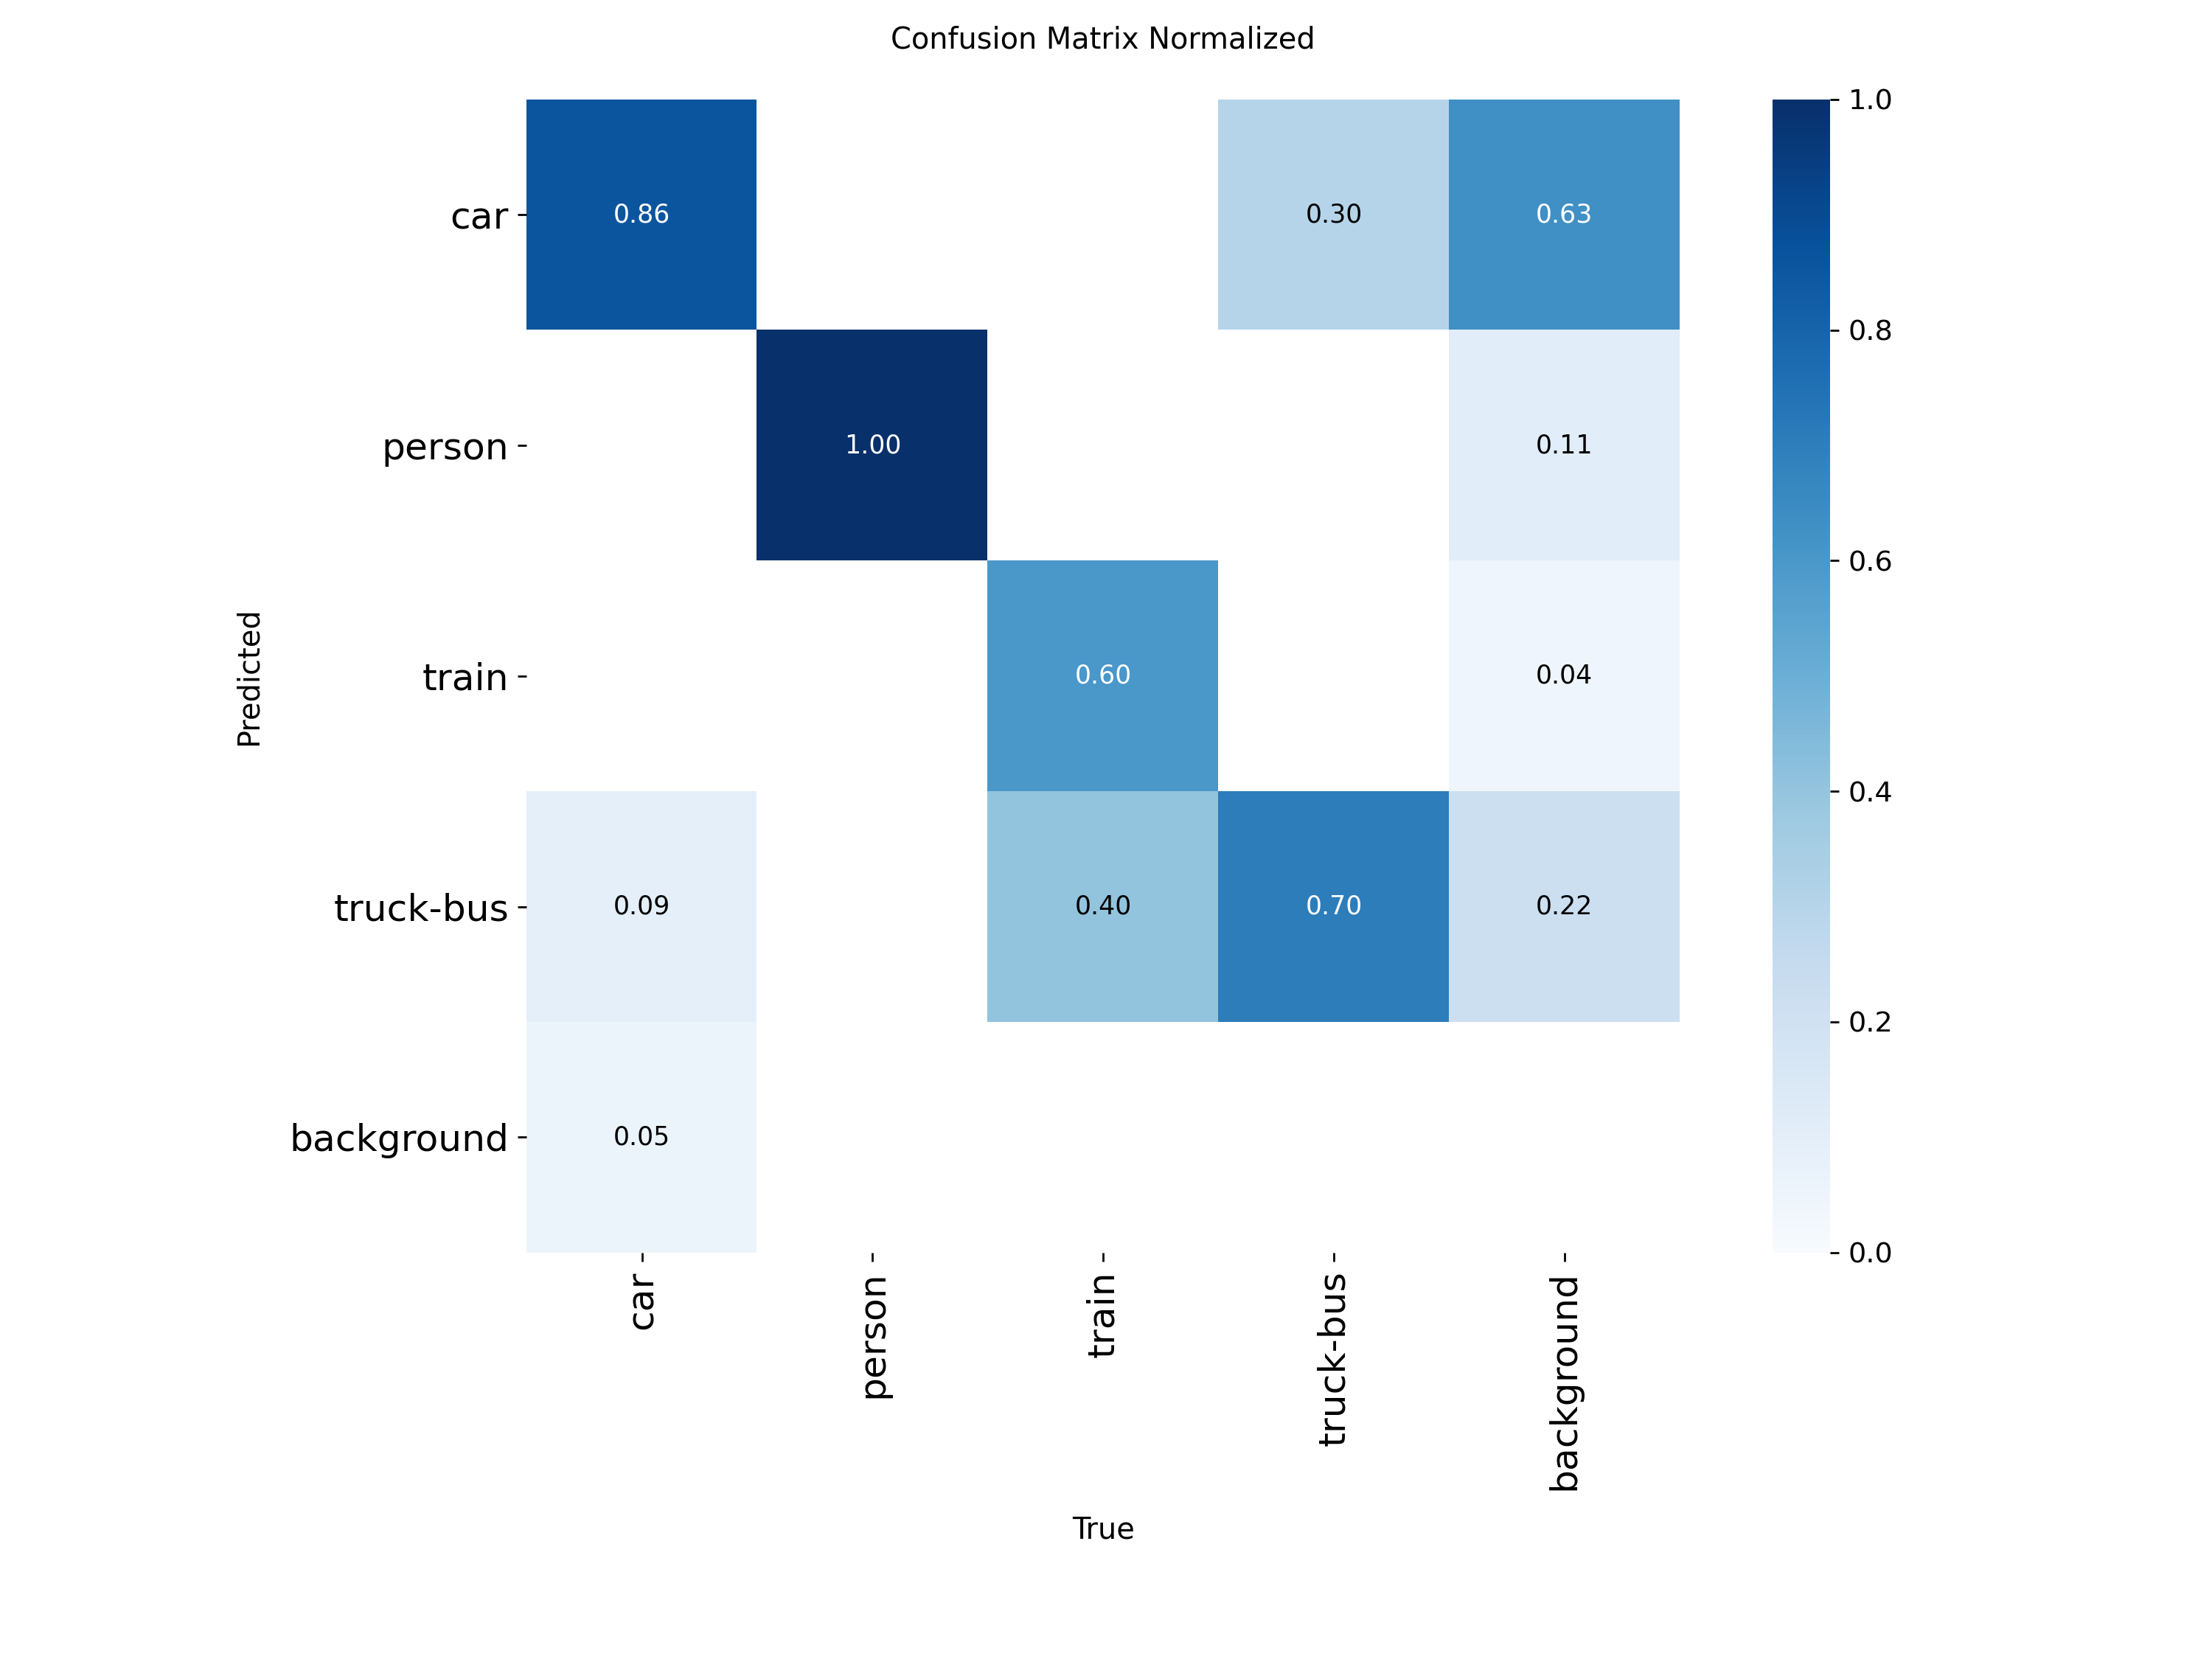 Confusion Matrix Normalized
1.0
car
0.86
0.30
0.63
0.8
person
1.00
0.11
0.6
Predicted
train
0.60
0.04
0.4
truck-bus
0.09
0.40
0.70
0.22
0.2
background
0.05
0.0
car
person
train
truck-bus
background
True